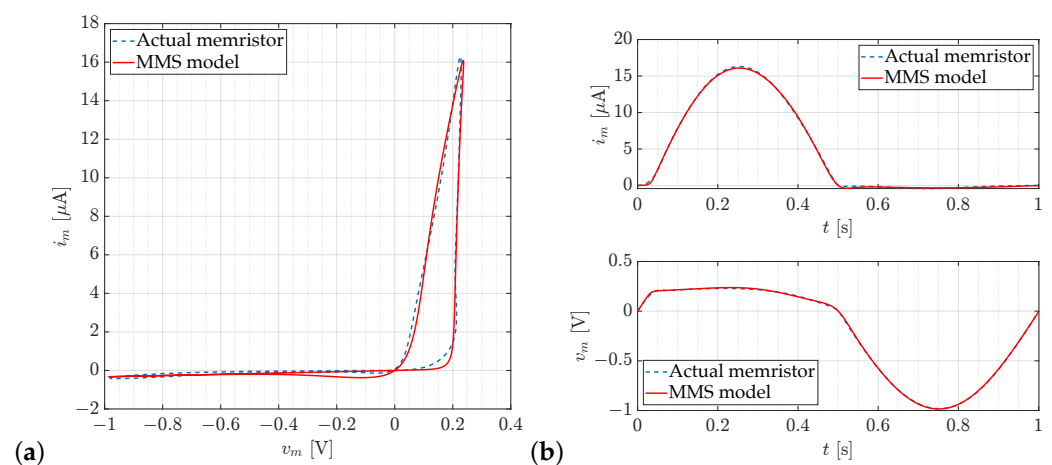 18
16
14
12
10
8
6
4
2
0
−2
i_m [μA]
−1 −0.8 −0.6 −0.4 −0.2 0 0.2 0.4
v_m [V]
Actual memristor
MMS model
(a)
20
15
10
5
0
i_m [μA]
0 0.2 0.4 0.6 0.8 1
t [s]
Actual memristor
MMS model
0.5
0
−0.5
−1
v_m [V]
0 0.2 0.4 0.6 0.8 1
t [s]
Actual memristor
MMS model
(b)